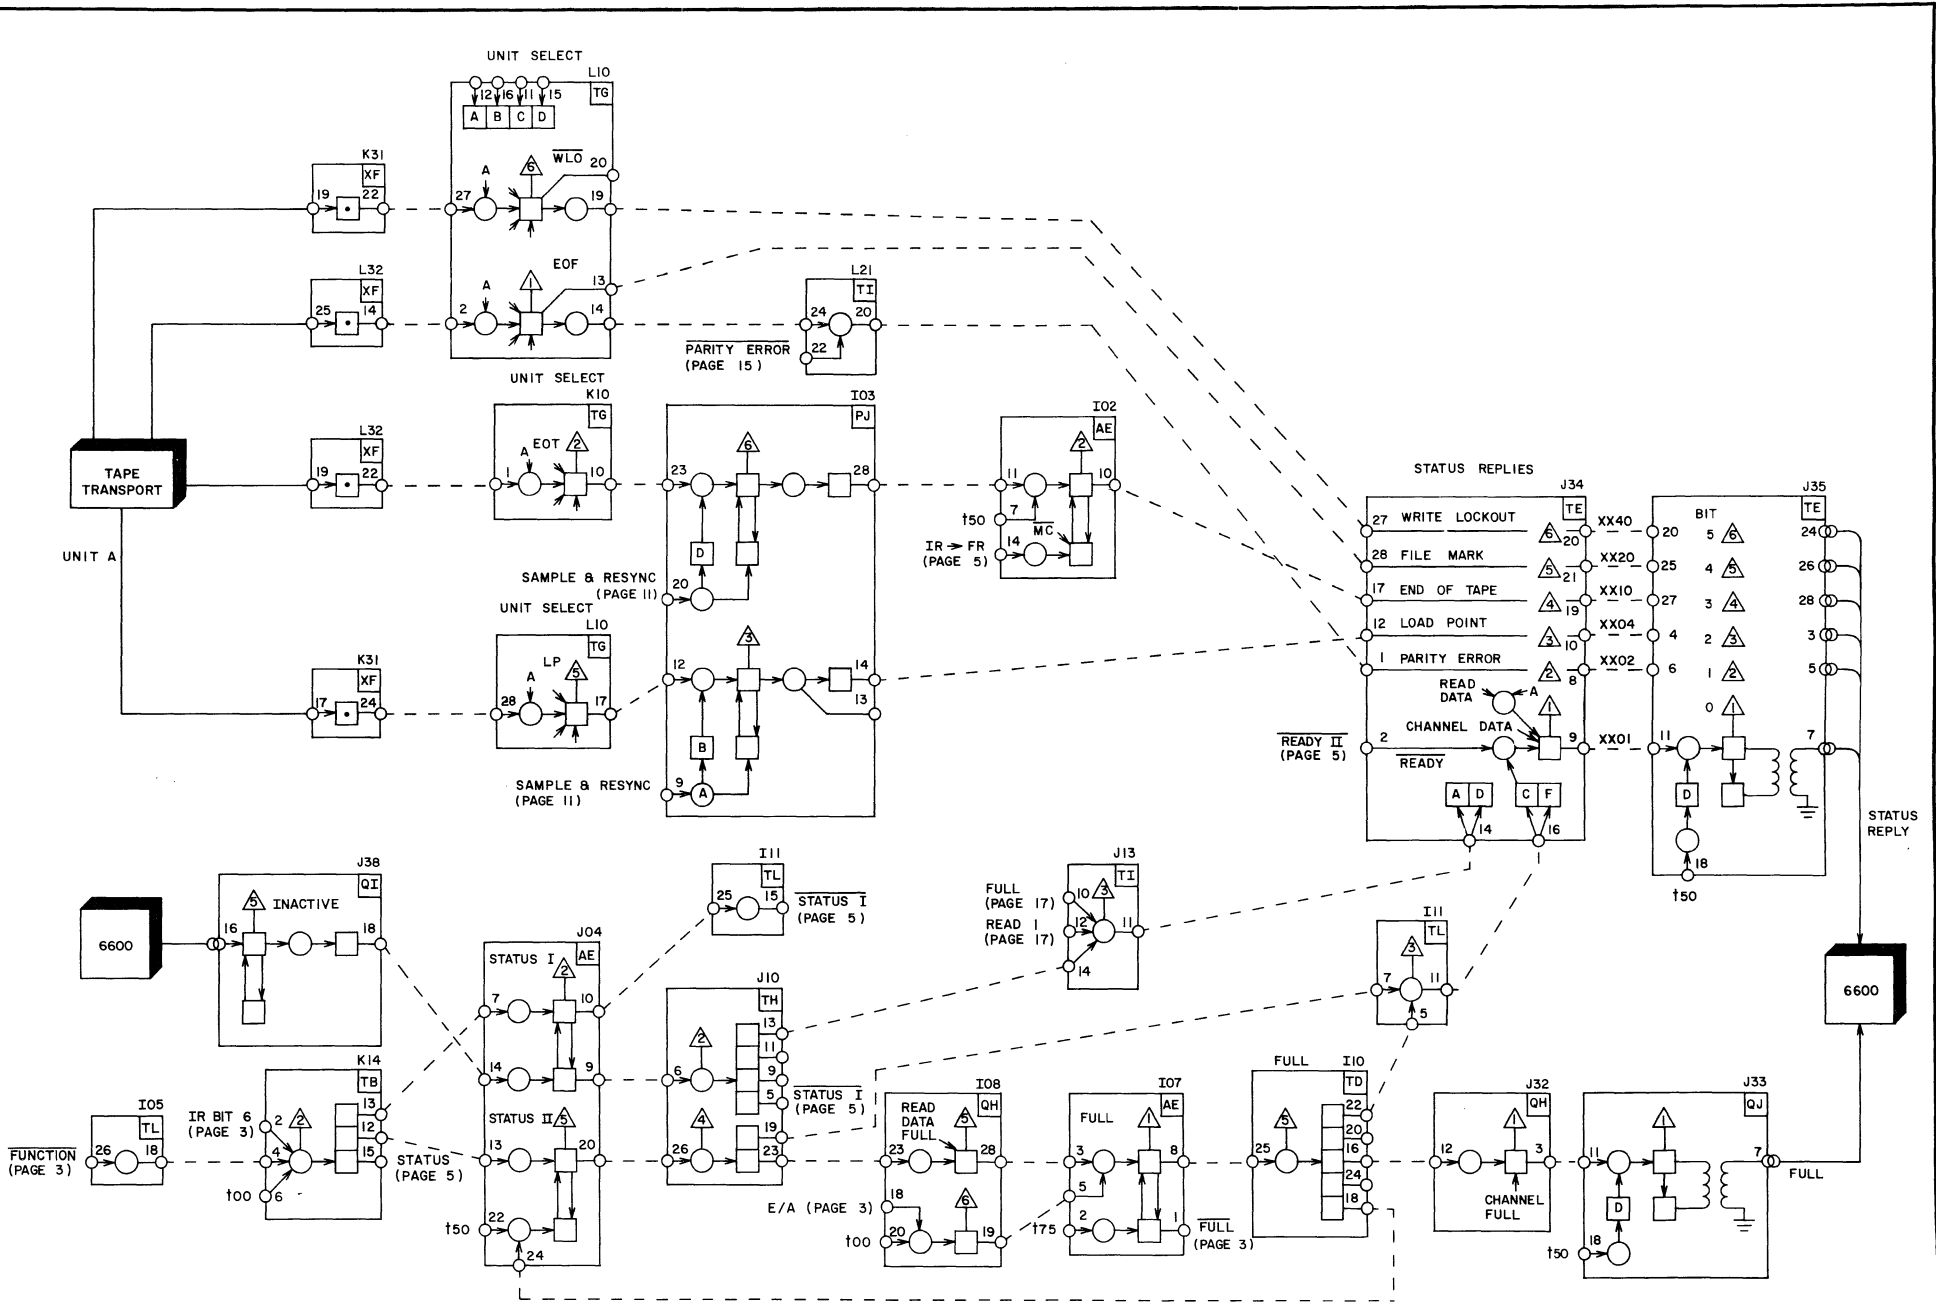 UNIT SELECT
L10
TG
12 16 11 15
A B C D
K31
XF
19 22
6
WLO
20
A
27
19
L32
XF
25 14
EOF
1
13
A
2
14
L21
TI
24 20
22
PARITY ERROR
(PAGE 15)
UNIT SELECT
K10
TG
EOT
2
A
1
10
L32
XF
19 22
TAPE
TRANSPORT
UNIT A
I03
PJ
6
23
28
D
20
SAMPLE & RESYNC
(PAGE 11)
3
12
14
13
B
9
A
SAMPLE & RESYNC
(PAGE 11)
UNIT SELECT
L10
TG
LP
5
A
28
17
K31
XF
17 24
I02
AE
2
11
10
t50
7
MC
14
IR → FR
(PAGE 5)
STATUS REPLIES
J34
TE
27 WRITE LOCKOUT 6 20
28 FILE MARK 5 21
17 END OF TAPE 4 19
12 LOAD POINT 3 10
1 PARITY ERROR 2 8
READ
DATA
A
1
CHANNEL DATA
2
9
READY
READY II
(PAGE 5)
A D C F
14 16
XX40
XX20
XX10
XX04
XX02
XX01
J35
TE
BIT
20 5 6 24
25 4 5 26
27 3 4 28
4 2 3 3
6 1 2 5
0 1
11
7
D
18
t50
STATUS
REPLY
6600
J38
QI
5
INACTIVE
16
18
6600
I11
TL
25 15
STATUS I
(PAGE 5)
J13
TI
FULL
(PAGE 17)
10
3
READ 1
(PAGE 17)
12
11
14
I11
TL
3
7
11
5
J04
AE
STATUS I
2
7
10
14
9
STATUS II
5
13
20
22
t50
24
J10
TH
2
13
11
6
9
5
STATUS I
(PAGE 5)
4
19
26
23
K14
TB
IR BIT 6
(PAGE 3)
2
2
13
12
4
15
STATUS
(PAGE 5)
t00
6
I05
TL
26 18
FUNCTION
(PAGE 3)
I08
QH
READ
DATA
FULL
5
23
28
18
E/A (PAGE 3)
6
20
t00
19
I07
AE
FULL
1
3
8
5
2
t75
1
FULL
(PAGE 3)
FULL
I10
TD
5
22
20
25
16
24
18
J32
QH
1
12
3
CHANNEL
FULL
J33
QJ
1
11
7
D
18
t50
FULL